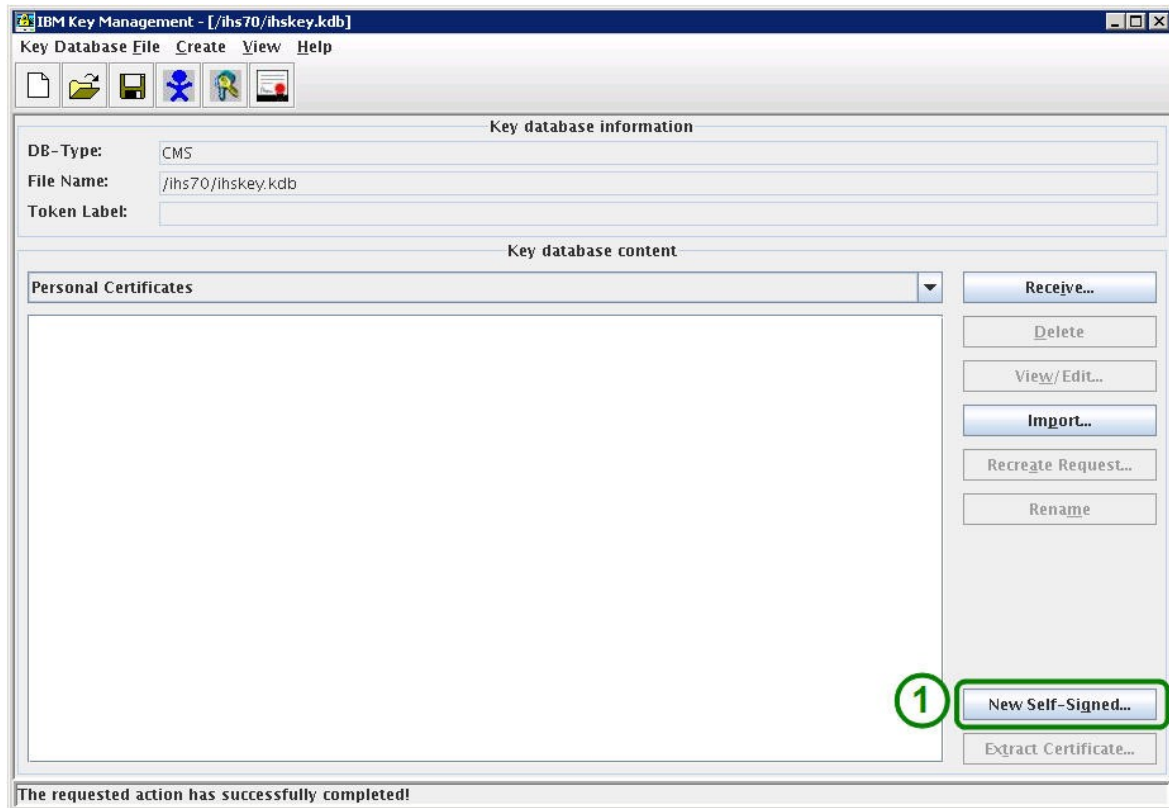 IBM Key Management - [/ihs70/ihskey.kdb]
Key Database File Create View Help
Key database information
DB-Type: CMS
File Name: /ihs70/ihskey.kdb
Token Label:
Key database content
Personal Certificates
Receive...
Delete
View/Edit...
Import...
Recreate Request...
Rename
1
New Self-Signed...
Extract Certificate...
The requested action has successfully completed!